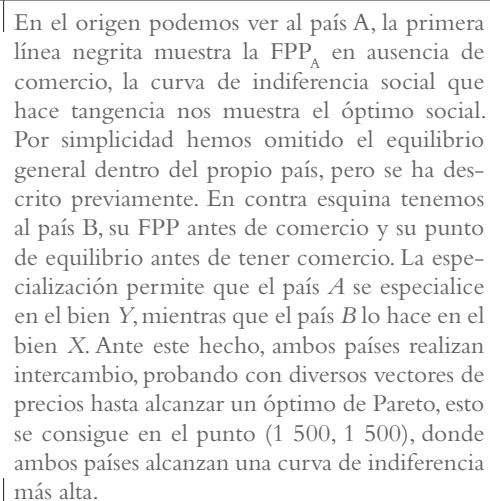 En el origen podemos ver al país A, la primera
línea negrita muestra la FPP_A en ausencia de
comercio, la curva de indiferencia social que
hace tangencia nos muestra el óptimo social.
Por simplicidad hemos omitido el equilibrio
general dentro del propio país, pero se ha des-
crito previamente. En contra esquina tenemos
al país B, su FPP antes de comercio y su punto
de equilibrio antes de tener comercio. La espe-
cialización permite que el país A se especialice
en el bien Y, mientras que el país B lo hace en el
bien X. Ante este hecho, ambos países realizan
intercambio, probando con diversos vectores de
precios hasta alcanzar un óptimo de Pareto, esto
se consigue en el punto (1 500, 1 500), donde
ambos países alcanzan una curva de indiferencia
más alta.